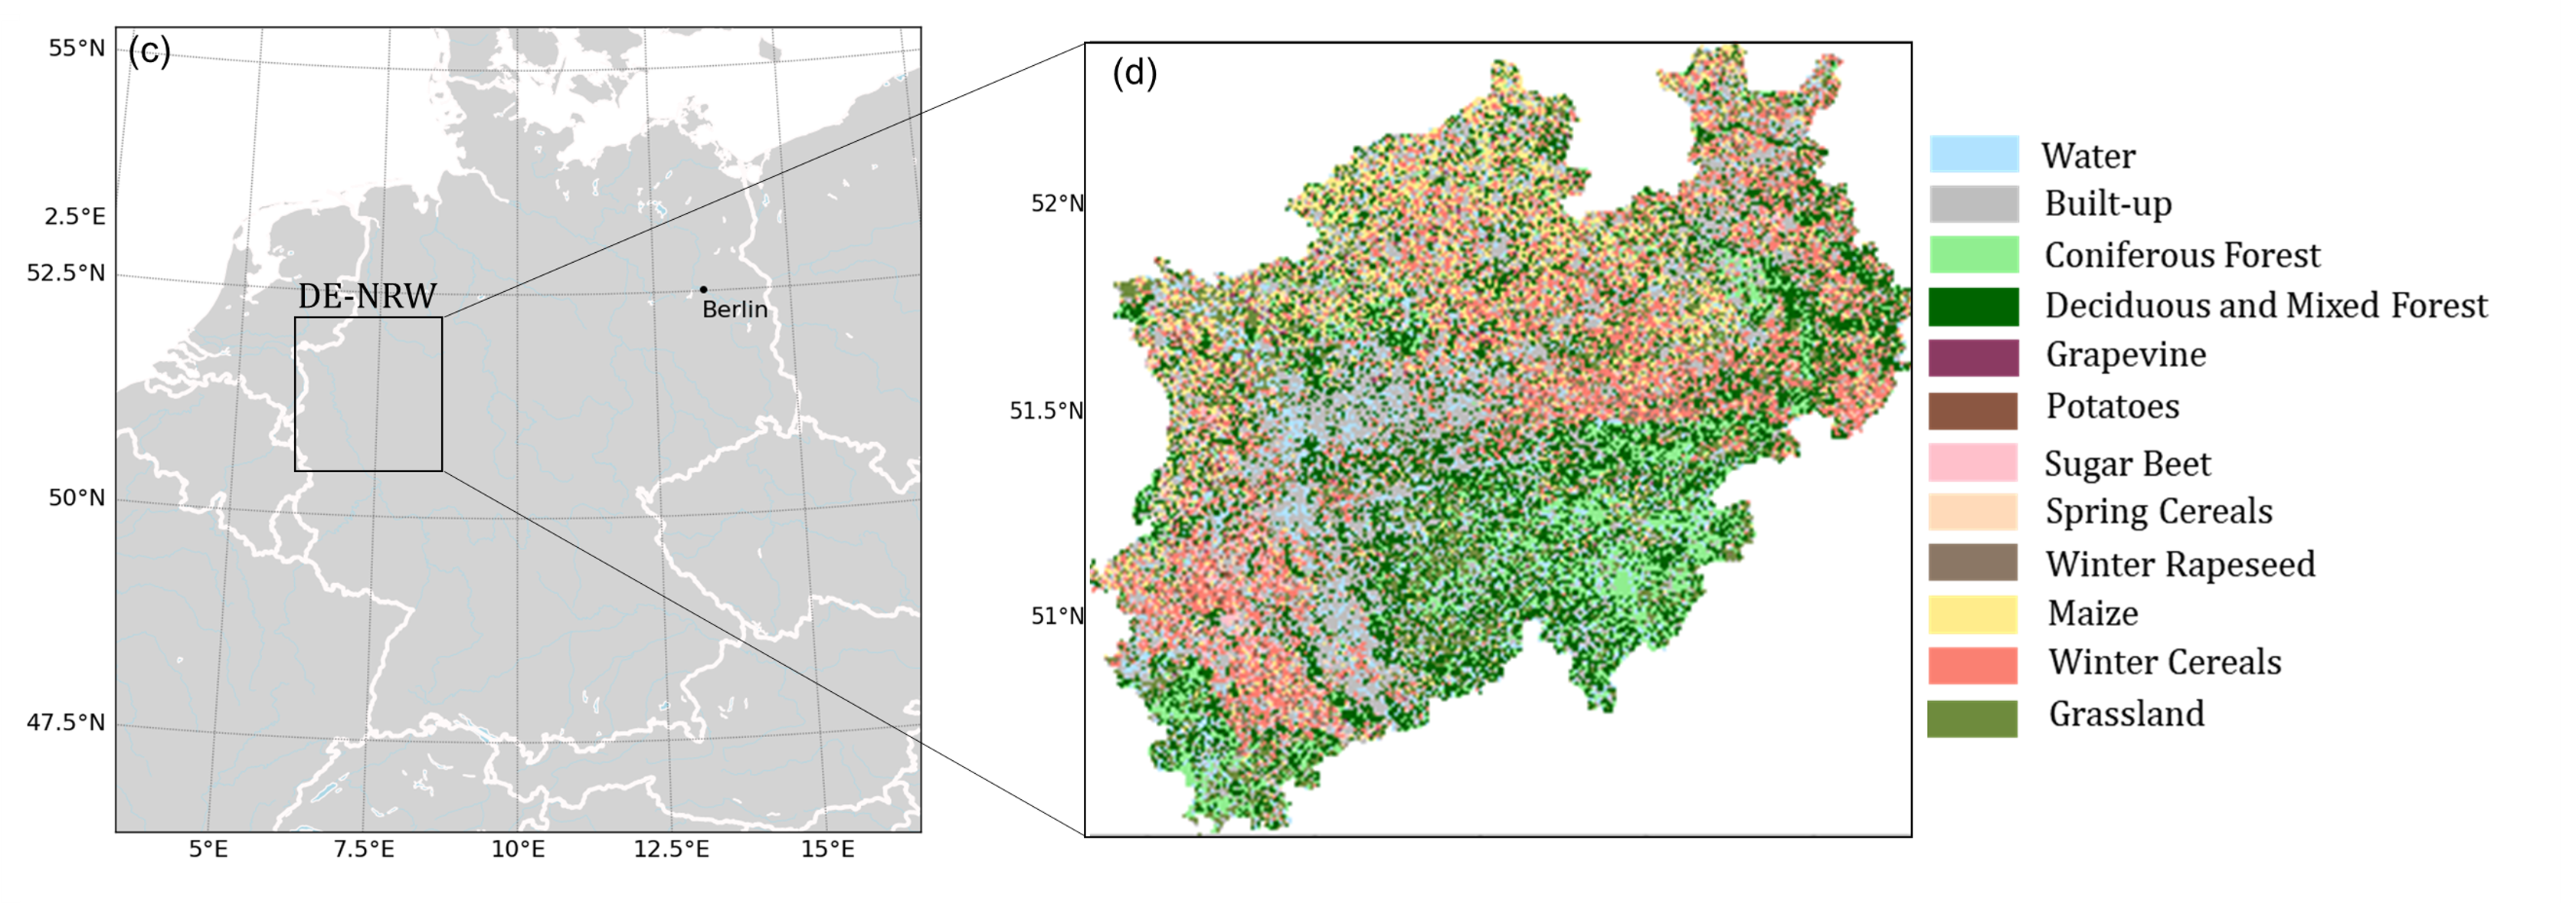 (c)
55°N
2.5°E
52.5°N
50°N
47.5°N
DE-NRW
Berlin
5°E 7.5°E 10°E 12.5°E 15°E
(d)
52°N
51.5°N
51°N
Water
Built-up
Coniferous Forest
Deciduous and Mixed Forest
Grapevine
Potatoes
Sugar Beet
Spring Cereals
Winter Rapeseed
Maize
Winter Cereals
Grassland